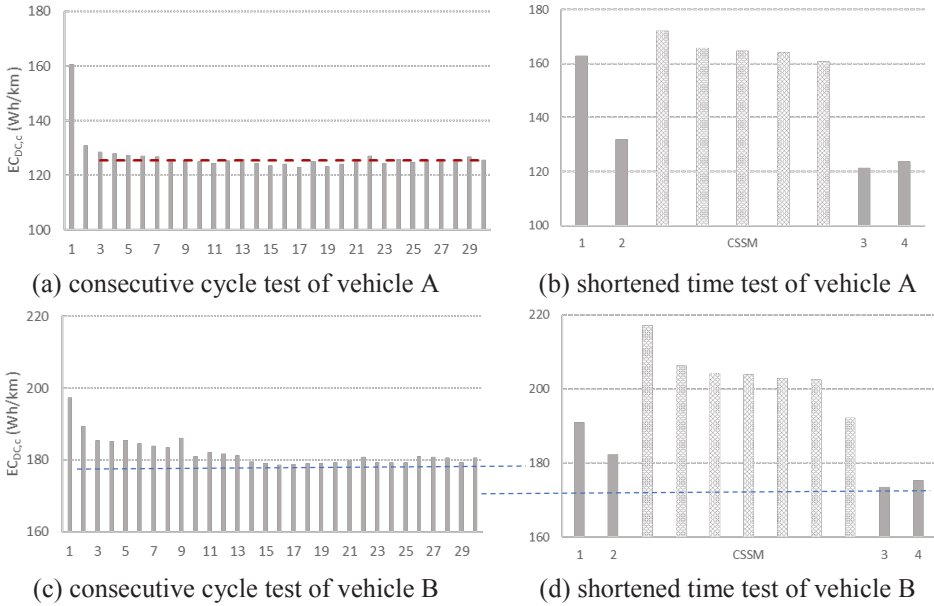 180
160
140
120
100
EC_DC,c (Wh/km)
1 3 5 7 9 11 13 15 17 19 21 23 25 27 29
(a) consecutive cycle test of vehicle A
180
160
140
120
100
1 2 CSSM 3 4
(b) shortened time test of vehicle A
220
200
180
160
EC_DC,c (Wh/km)
1 3 5 7 9 11 13 15 17 19 21 23 25 27 29
(c) consecutive cycle test of vehicle B
220
200
180
160
1 2 CSSM 3 4
(d) shortened time test of vehicle B